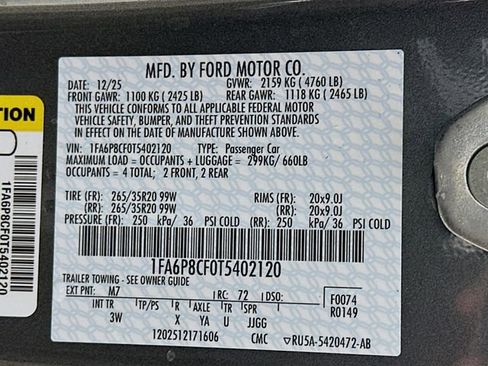 MFD. BY FORD MOTOR CO.
DATE: 12/25 GVWR: 2159 KG ( 4760 LB)
FRONT GAWR: 1100 KG ( 2425 LB) REAR GAWR: 1118 KG ( 2465 LB)
THIS VEHICLE CONFORMS TO ALL APPLICABLE FEDERAL MOTOR
VEHICLE SAFETY, BUMPER, AND THEFT PREVENTION STANDARDS
IN EFFECT ON THE DATE OF MANUFACTURE SHOWN ABOVE.
VIN: 1FA6P8CF0T5402120 TYPE: Passenger Car
MAXIMUM LOAD = OCCUPANTS + LUGGAGE = 299KG/ 660LB
OCCUPANTS = 4 TOTAL; 2 FRONT, 2 REAR
TIRE (FR): 265/35R20 99W RIMS (FR): 20x9.0J
TIRE (RR): 265/35R20 99W RIMS (RR): 20x9.0J
PRESSURE (FR) 250 kPa/ 36 PSI COLD (RR) 250 kPa/ 36 PSI COLD
1FA6P8CF0T5402120
TRAILER TOWING - SEE OWNER GUIDE
EXT PNT: M7 RC: 72 DSO: F0074
INT TR TP/PS R AXLE TR SPR R0149
3W X YA U JJGG
1202512171606 CMC RU5A-5420472-AB
TION
1FA6P8CF0T5402120